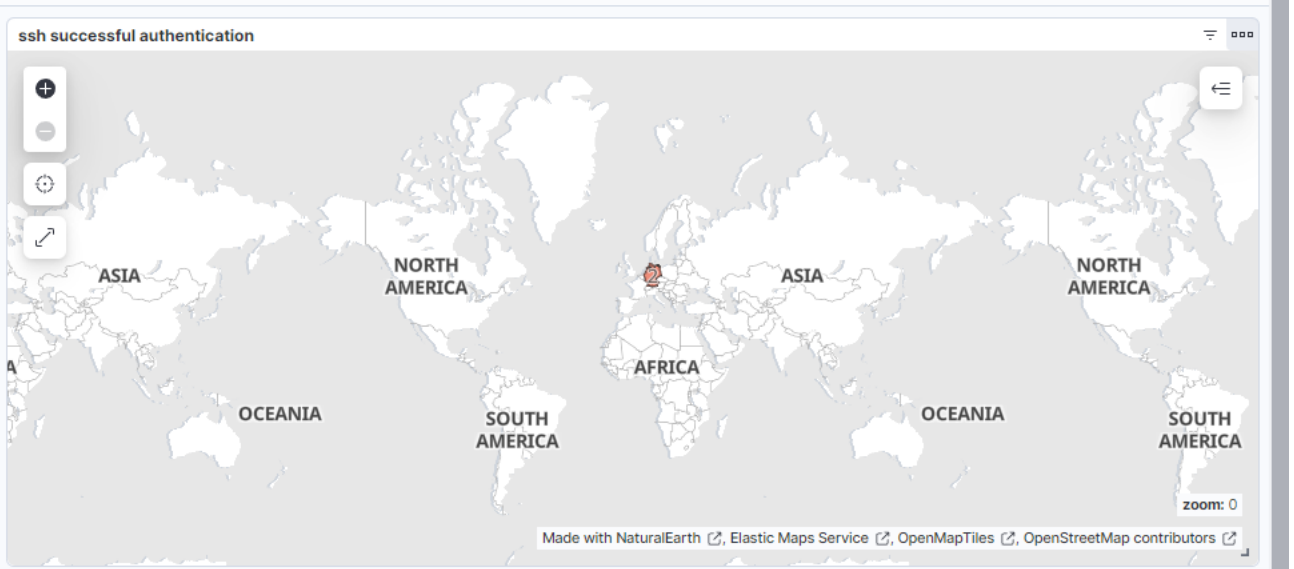 ssh successful authentication
ASIA
NORTH
AMERICA
2
ASIA
NORTH
AMERICA
A
AFRICA
OCEANIA
SOUTH
AMERICA
OCEANIA
SOUTH
AMERICA
zoom: 0
Made with NaturalEarth , Elastic Maps Service , OpenMapTiles , OpenStreetMap contributors